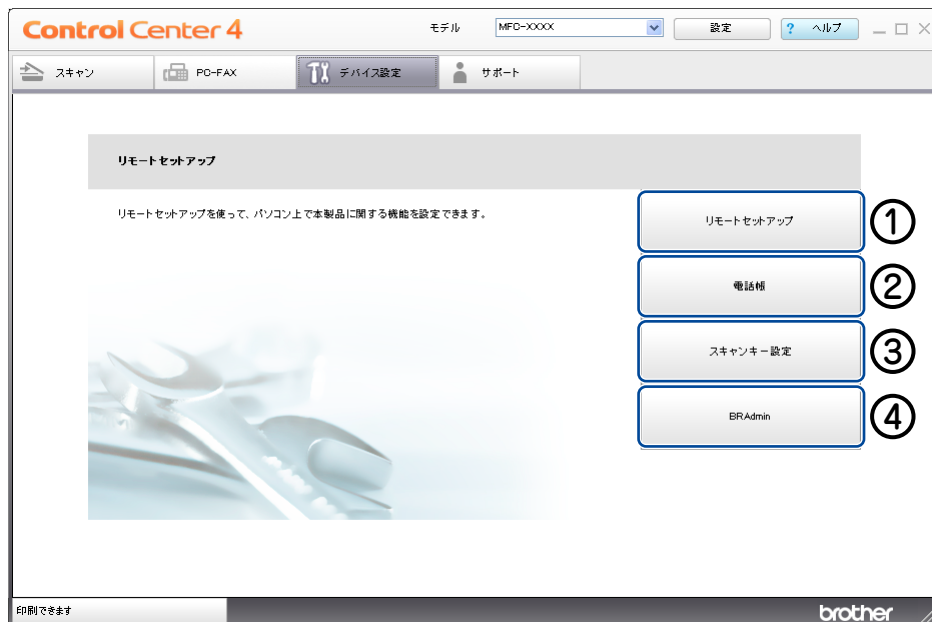 Control Center 4
モデル MFC-XXXX 設定 ? ヘルプ
スキャン PC-FAX デバイス設定 サポート
リモートセットアップ
リモートセットアップを使って、パソコン上で本製品に関する機能を設定できます。
リモートセットアップ ①
電話帳 ②
スキャンキー設定 ③
BRAdmin ④
印刷できます brother